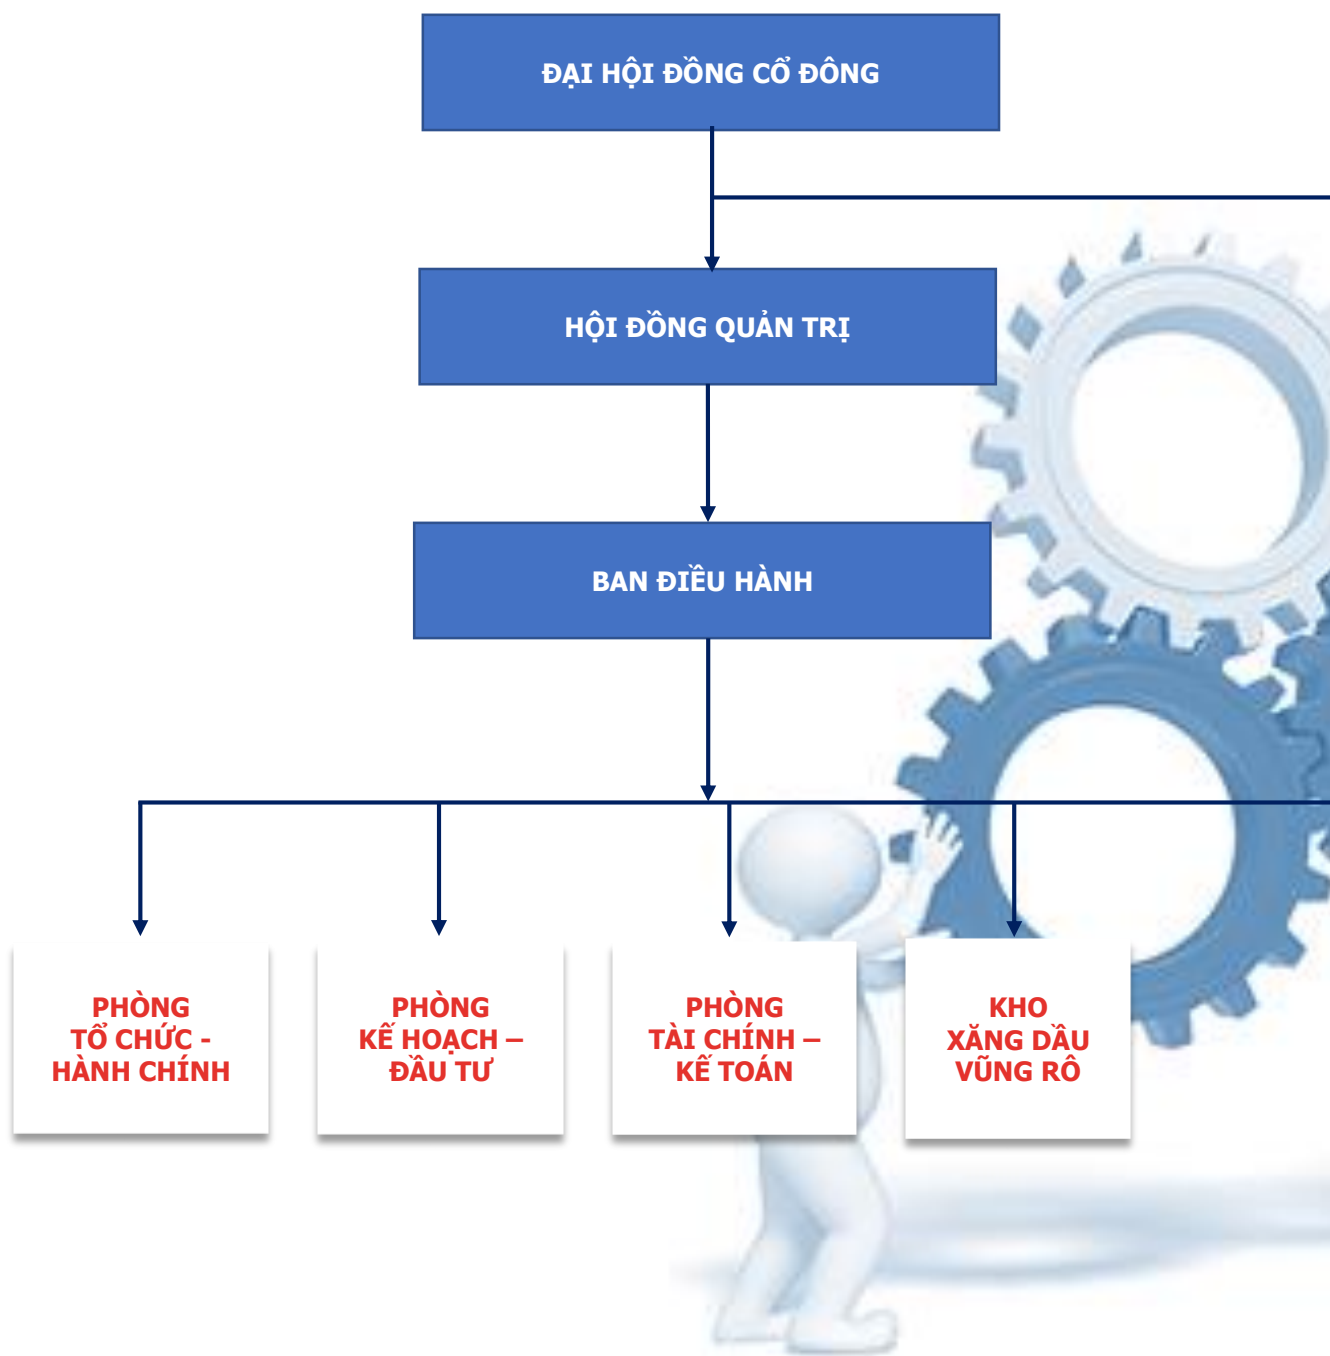 ĐẠI HỘI ĐỒNG CỔ ĐÔNG
HỘI ĐỒNG QUẢN TRỊ
BAN ĐIỀU HÀNH
PHÒNG
TỔ CHỨC -
HÀNH CHÍNH
PHÒNG
KẾ HOẠCH –
ĐẦU TƯ
PHÒNG
TÀI CHÍNH –
KẾ TOÁN
KHO
XĂNG DẦU
VŨNG RÔ